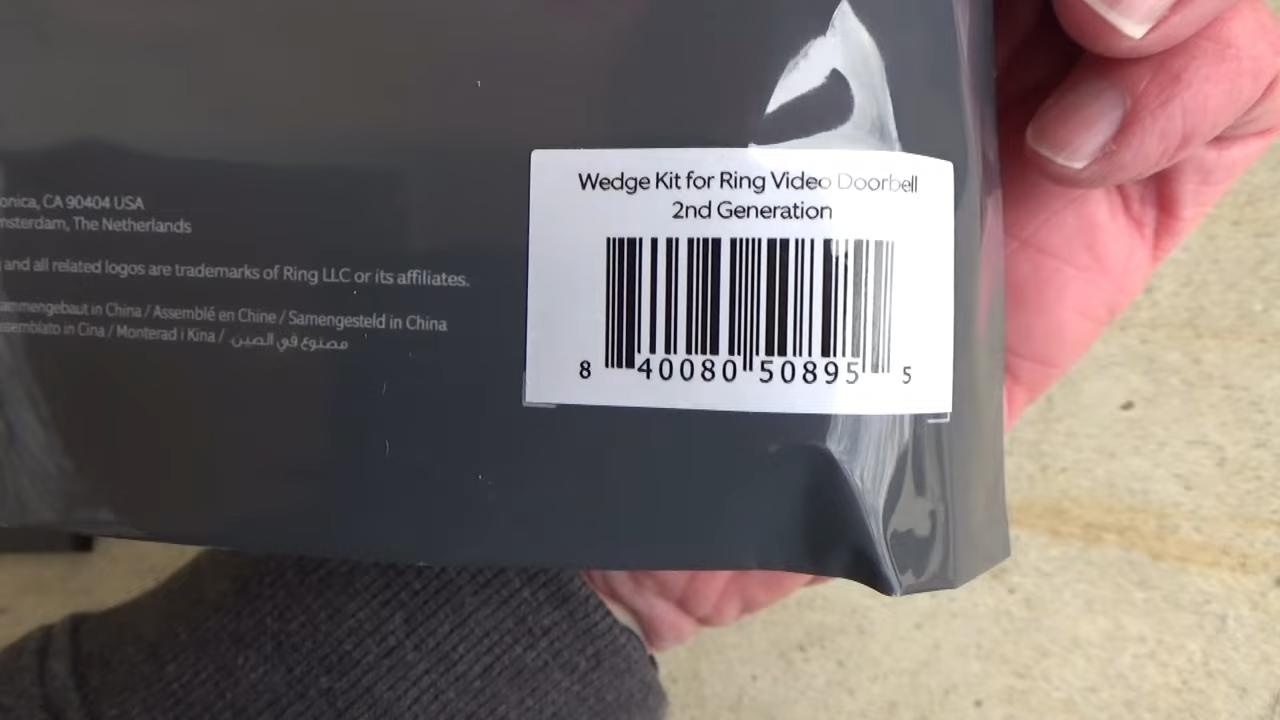 onica, CA 90404 USA
msterdam, The Netherlands
and all related logos are trademarks of Ring LLC or its affiliates.
ammengebaut in China / Assemblé en Chine / Samengesteld in China
ssemblato in Cina / Monterad i Kina / مصنوع في الصين.
Wedge Kit for Ring Video Doorbell
2nd Generation
8 40080 50895 5